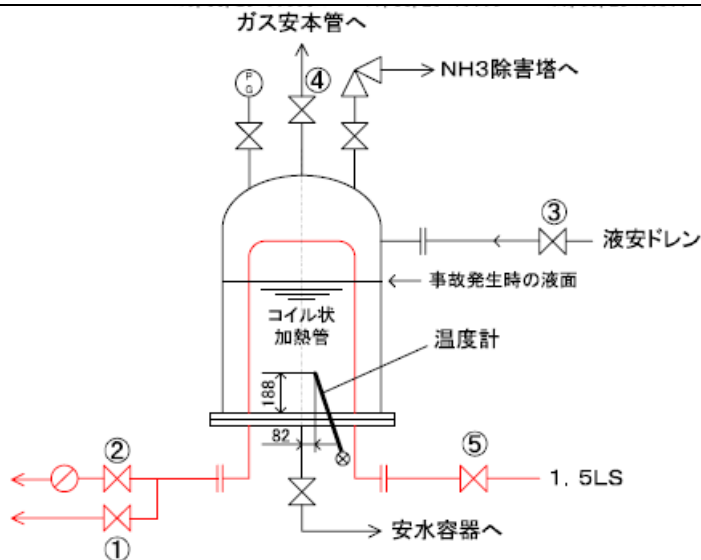 ガス安本管へ
④
P
G
NH3除害塔へ
③
液安ドレン
事故発生時の液面
コイル状
加熱管
温度計
188
82
②
⑤
1.5LS
安水容器へ
①